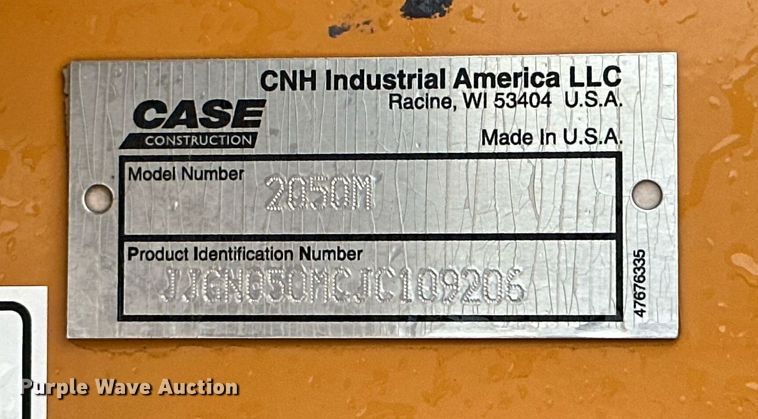 CNH Industrial America LLC
Racine, WI 53404 U.S.A.
CASE
CONSTRUCTION
Made In U.S.A.
Model Number
2050M
Product Identification Number
JJGN050MCJC109206
47676335
Purple Wave Auction